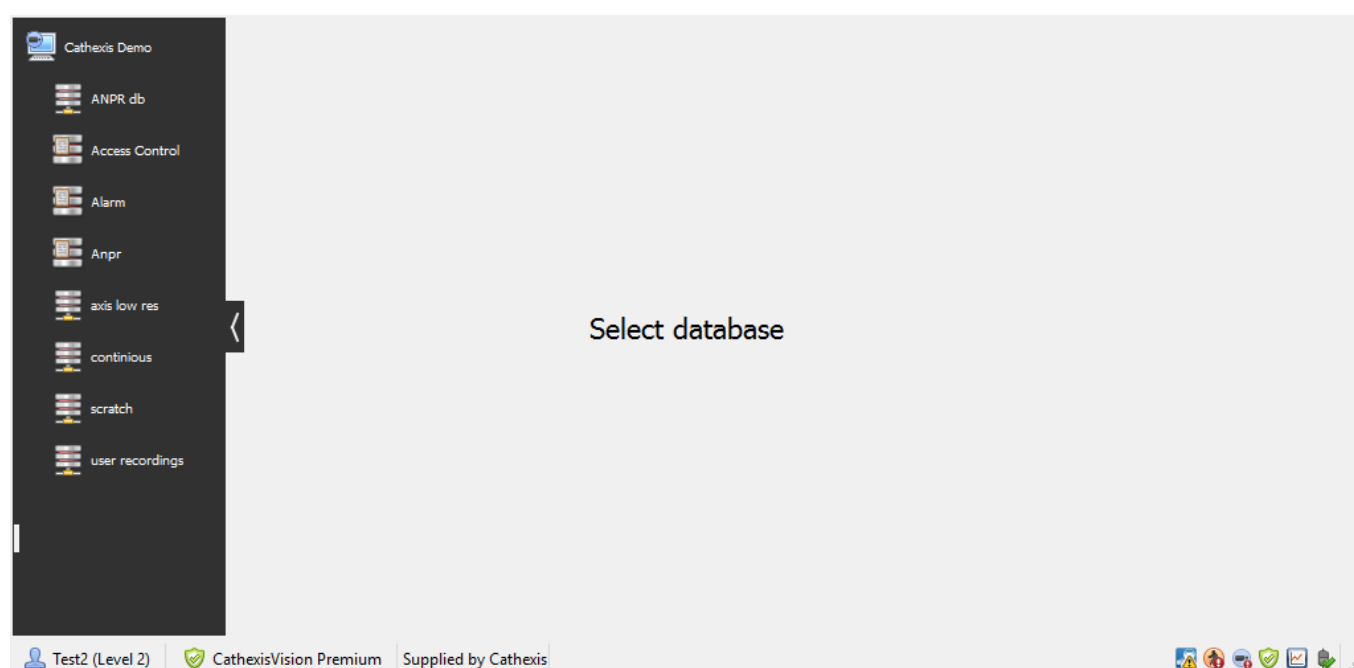 Cathexis Demo
ANPR db
Access Control
Alarm
Anpr
axis low res
continious
scratch
user recordings
Select database
Test2 (Level 2) CathexisVision Premium Supplied by Cathexis